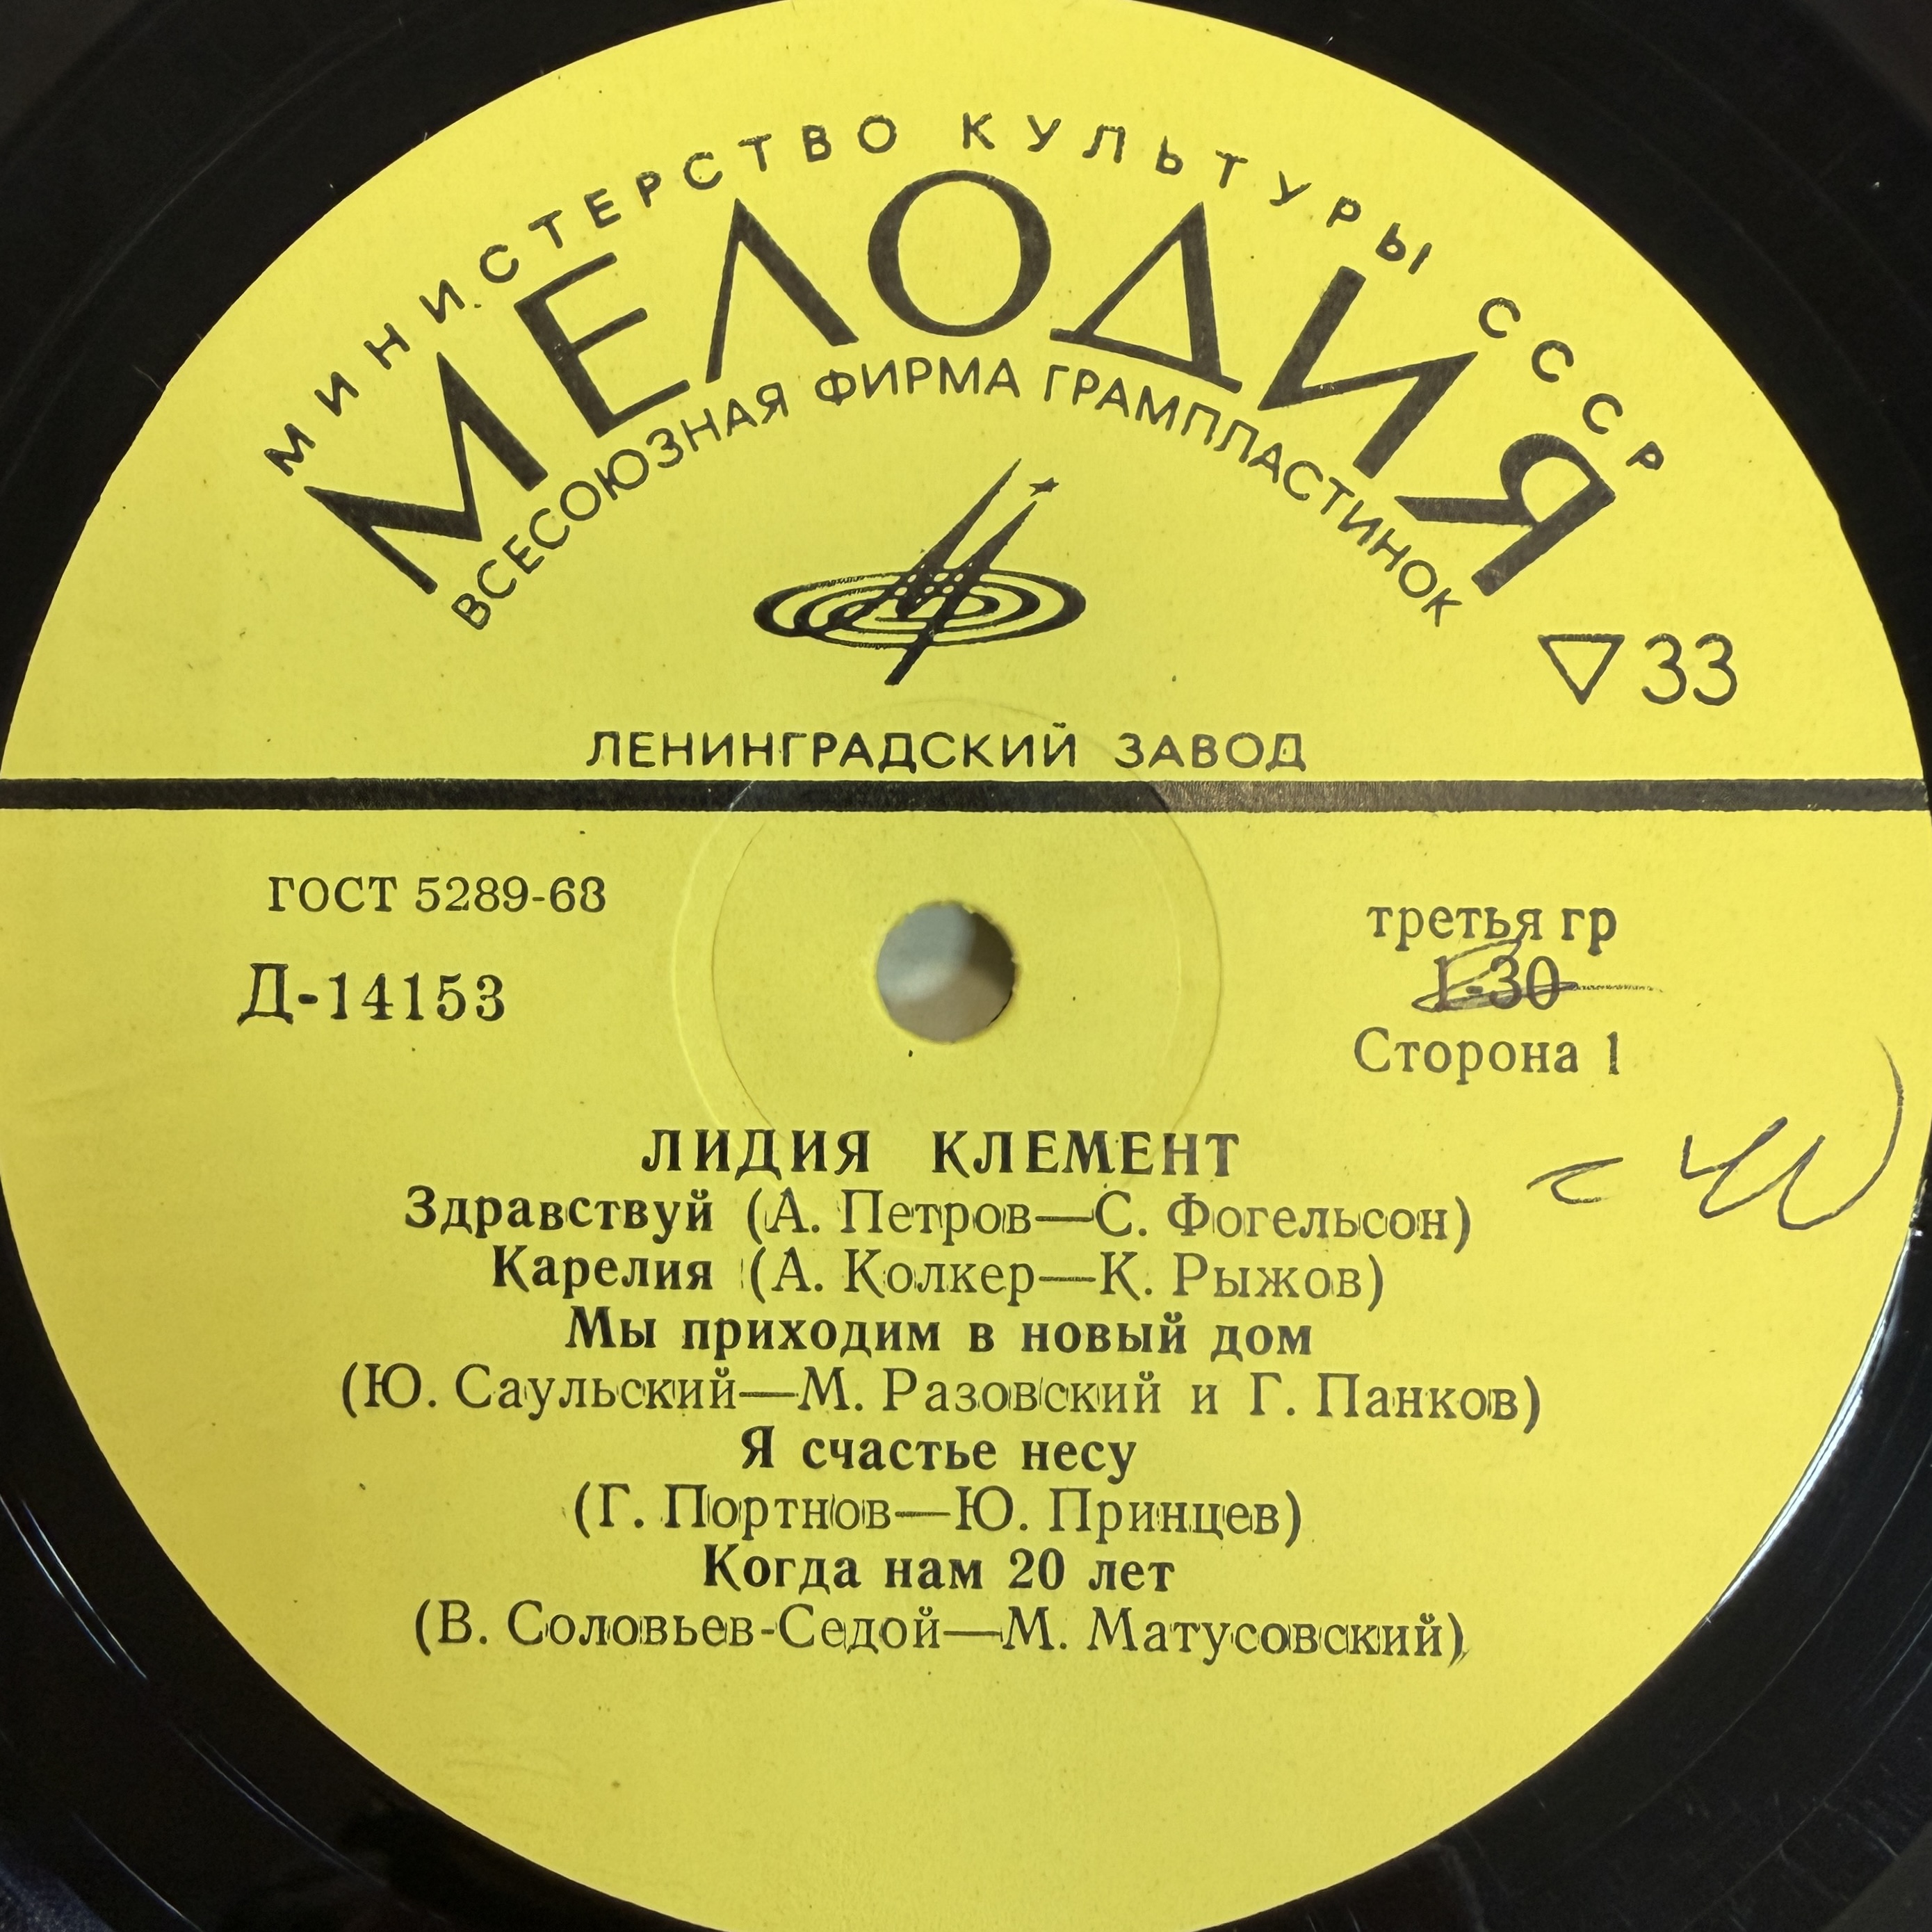 МИНИСТЕРСТВО КУЛЬТУРЫ СССР
МЕЛОДИЯ
ВСЕСОЮЗНАЯ ФИРМА ГРАМПЛАСТИНОК
33
ЛЕНИНГРАДСКИЙ ЗАВОД
ГОСТ 5289-68
третья гр
Д-14153
1-30
Сторона 1
ЛИДИЯ КЛЕМЕНТ
Здравствуй (А. Петров—С. Фогельсон)
Карелия (А. Колкер—К. Рыжов)
Мы приходим в новый дом
(Ю. Саульский—М. Разовский и Г. Панков)
Я счастье несу
(Г. Портнов—Ю. Принцев)
Когда нам 20 лет
(В. Соловьев-Седой—М. Матусовский)